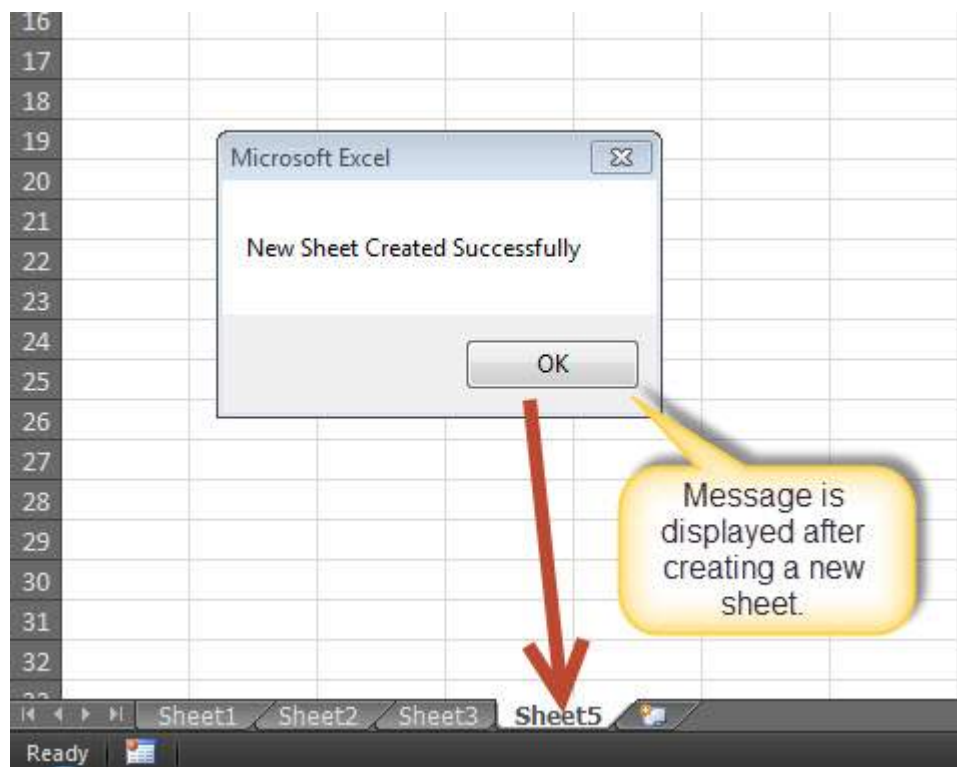 16
17
18
19
20
21
22
23
24
25
26
27
28
29
30
31
32
Microsoft Excel
New Sheet Created Successfully
OK
Message is
displayed after
creating a new
sheet.
Sheet1 Sheet2 Sheet3 Sheet5
Ready